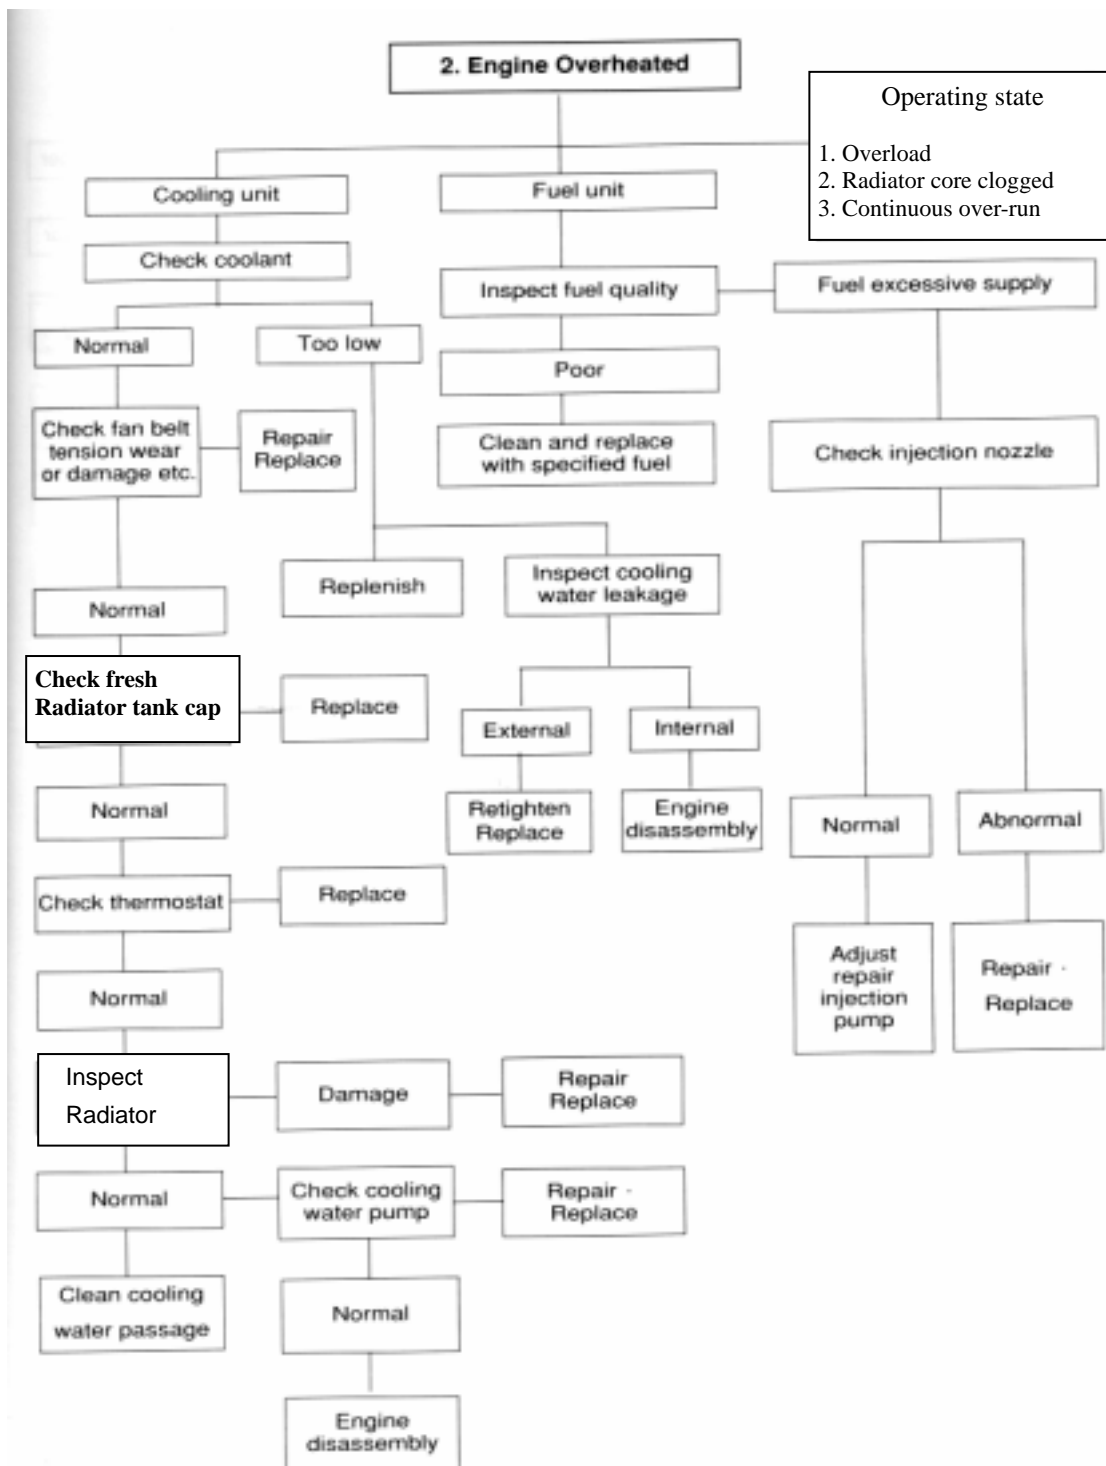 2. Engine Overheated
Operating state
1. Overload
2. Radiator core clogged
3. Continuous over-run
Cooling unit
Fuel unit
Check coolant
Inspect fuel quality
Fuel excessive supply
Normal
Too low
Poor
Check fan belt
tension wear
or damage etc.
Repair
Replace
Clean and replace
with specified fuel
Check injection nozzle
Normal
Replenish
Inspect cooling
water leakage
Check fresh
Radiator tank cap
Replace
External
Internal
Normal
Retighten
Replace
Engine
disassembly
Normal
Abnormal
Check thermostat
Replace
Adjust
repair
injection
pump
Repair ·
Replace
Normal
Inspect
Radiator
Damage
Repair
Replace
Normal
Check cooling
water pump
Repair ·
Replace
Clean cooling
water passage
Normal
Engine
disassembly